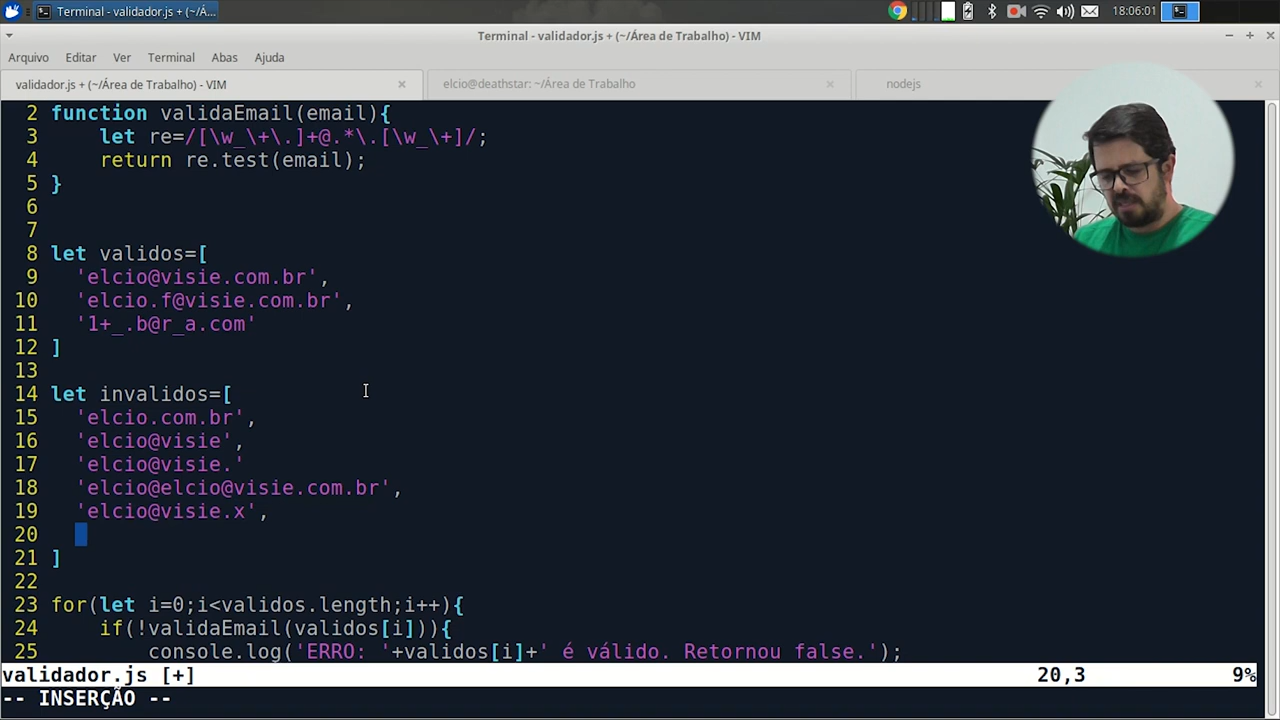 Terminal - validador.js + (~/Á...
18:06:01
Terminal - validador.js + (~/Área de Trabalho) - VIM
Arquivo Editar Ver Terminal Abas Ajuda
validador.js + (~/Área de Trabalho) - VIM
elcio@deathstar: ~/Área de Trabalho
nodejs
2 function validaEmail(email){
3     let re=/[\w_\+\.]+@.*\.[\w_\+]/;
4     return re.test(email);
5 }
6
7
8 let validos=[
9   'elcio@visie.com.br',
10   'elcio.f@visie.com.br',
11   '1+_.b@r_a.com'
12 ]
13
14 let invalidos=[
15   'elcio.com.br',
16   'elcio@visie',
17   'elcio@visie.'
18   'elcio@elcio@visie.com.br',
19   'elcio@visie.x',
20
21 ]
22
23 for(let i=0;i<validos.length;i++){
24     if(!validaEmail(validos[i])){
25         console.log('ERRO: '+validos[i]+' é válido. Retornou false.');
validador.js [+] 20,3 9%
-- INSERÇÃO --